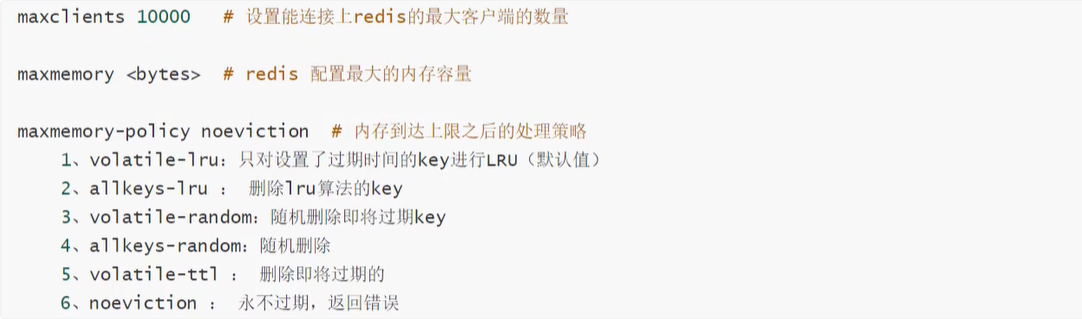 maxclients 10000   # 设置能连接上redis的最大客户端的数量
maxmemory <bytes>  # redis 配置最大的内存容量
maxmemory-policy noeviction  # 内存到达上限之后的处理策略
1、volatile-lru：只对设置了过期时间的key进行LRU（默认值）
2、allkeys-lru ： 删除lru算法的key
3、volatile-random：随机删除即将过期key
4、allkeys-random：随机删除
5、volatile-ttl ： 删除即将过期的
6、noeviction ： 永不过期，返回错误